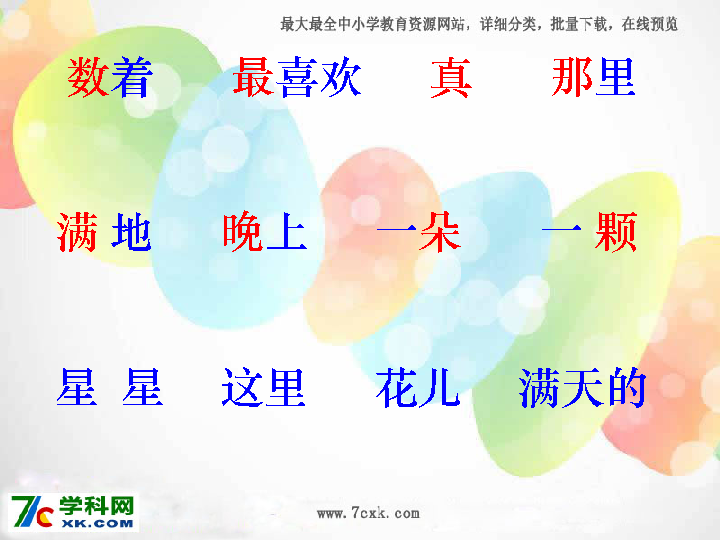 最大最全中小学教育资源网站，详细分类，批量下载，在线预览
数着 最喜欢 真 那里
满 地 晚上 一朵 一 颗
星 星 这里 花儿 满天的
7C 学科网
XK.COM
www.7cxk.com